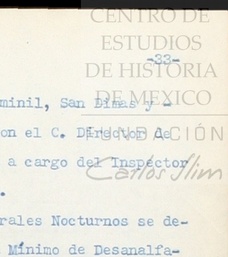 CENTRO DE
ESTUDIOS
-33-
DE HISTORIA
DE MEXICO
minil, San Dimas y -
FUNDACIÓN
on el C. Director de
Carlos Slim
a cargo del Inspector
.
rales Nocturnos se de-
Mínimo de Desanalfa-